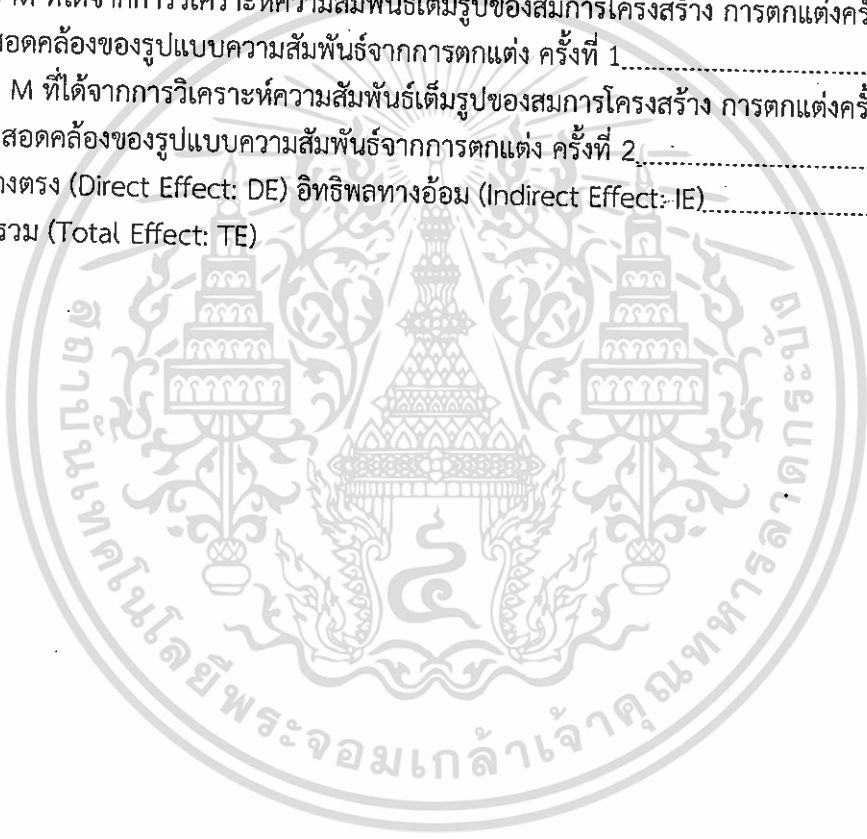 M ที่ได้จากการวิเคราะห์ความสัมพันธ์เต็มรูปของสมการโครงสร้าง การตกแต่งครั้
สอดคล้องของรูปแบบความสัมพันธ์จากการตกแต่ง ครั้งที่ 1
M ที่ได้จากการวิเคราะห์ความสัมพันธ์เต็มรูปของสมการโครงสร้าง การตกแต่งครั้
สอดคล้องของรูปแบบความสัมพันธ์จากการตกแต่ง ครั้งที่ 2
างตรง (Direct Effect: DE) อิทธิพลทางอ้อม (Indirect Effect: IE)
รวม (Total Effect: TE)
สถาบันเทคโนโลยีพระจอมเกล้าเจ้าคุณทหารลาดกระบัง